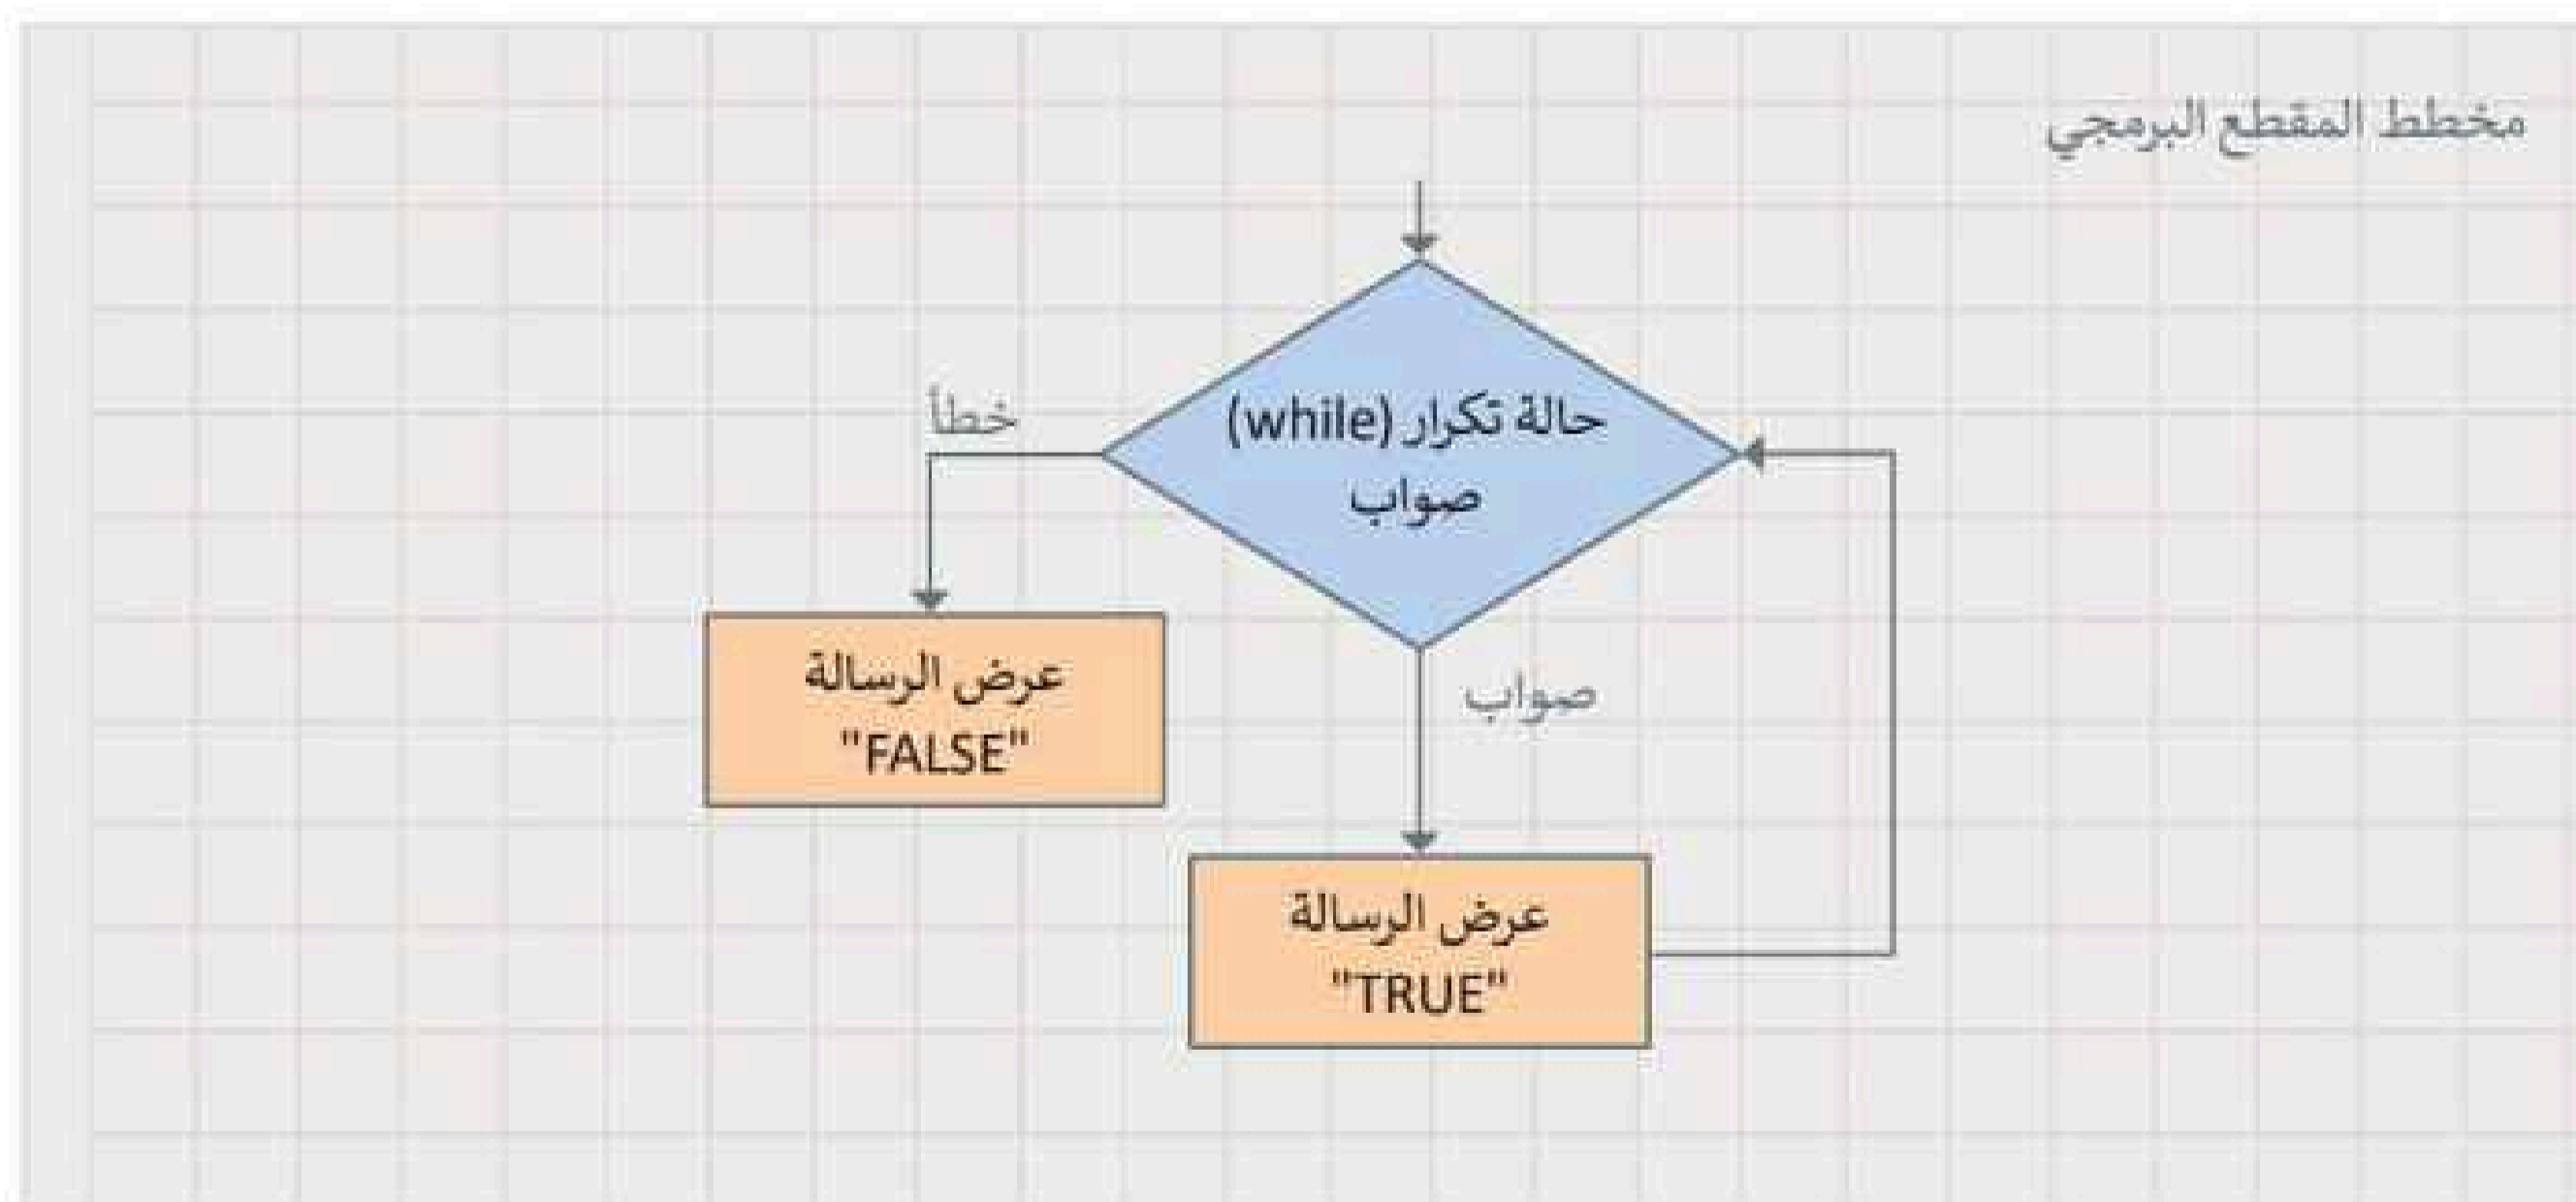 مخطط المقطع البرمجي
حالة تكرار (while)
صواب
خطأ
عرض الرسالة
"FALSE"
صواب
عرض الرسالة
"TRUE"